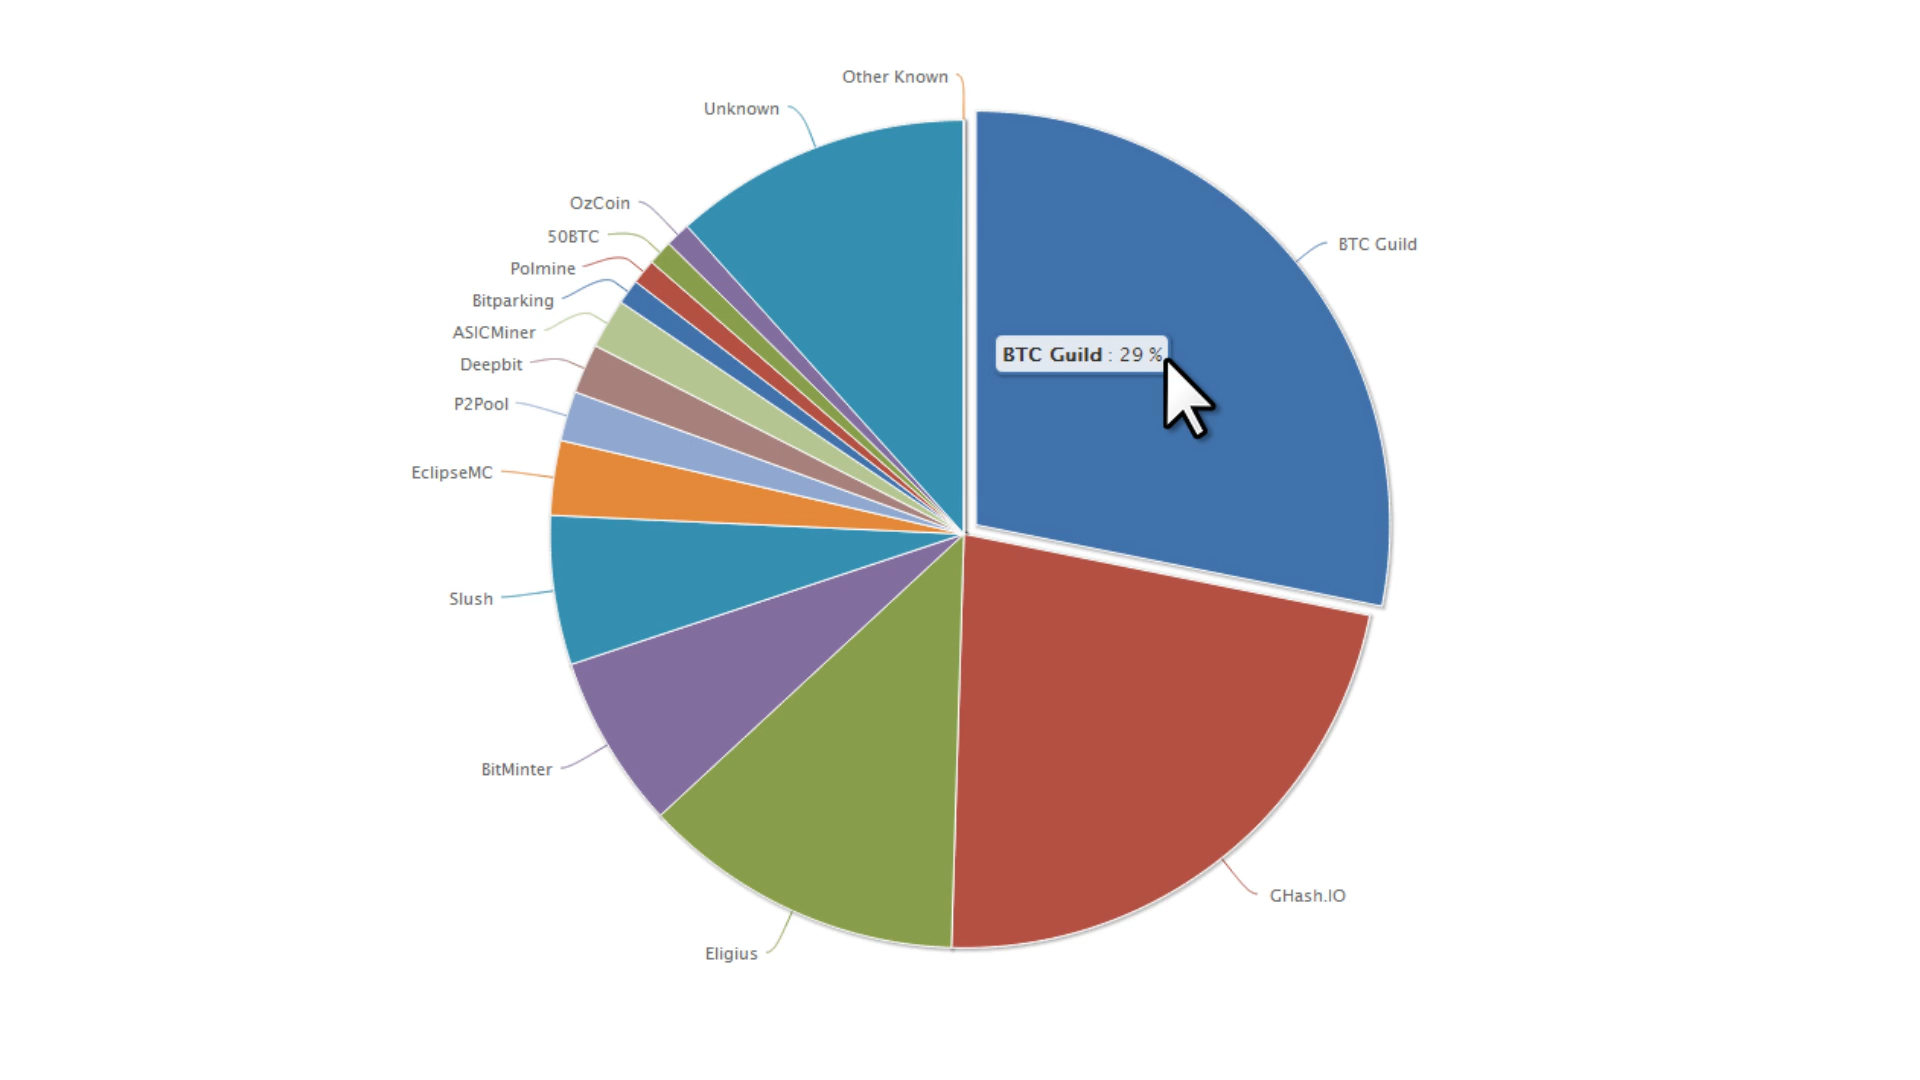 Other Known
Unknown
OzCoin
50BTC
BTC Guild
Polmine
Bitparking
ASICMiner
BTC Guild : 29 %
Deepbit
P2Pool
EclipseMC
Slush
BitMinter
GHash.IO
Eligius